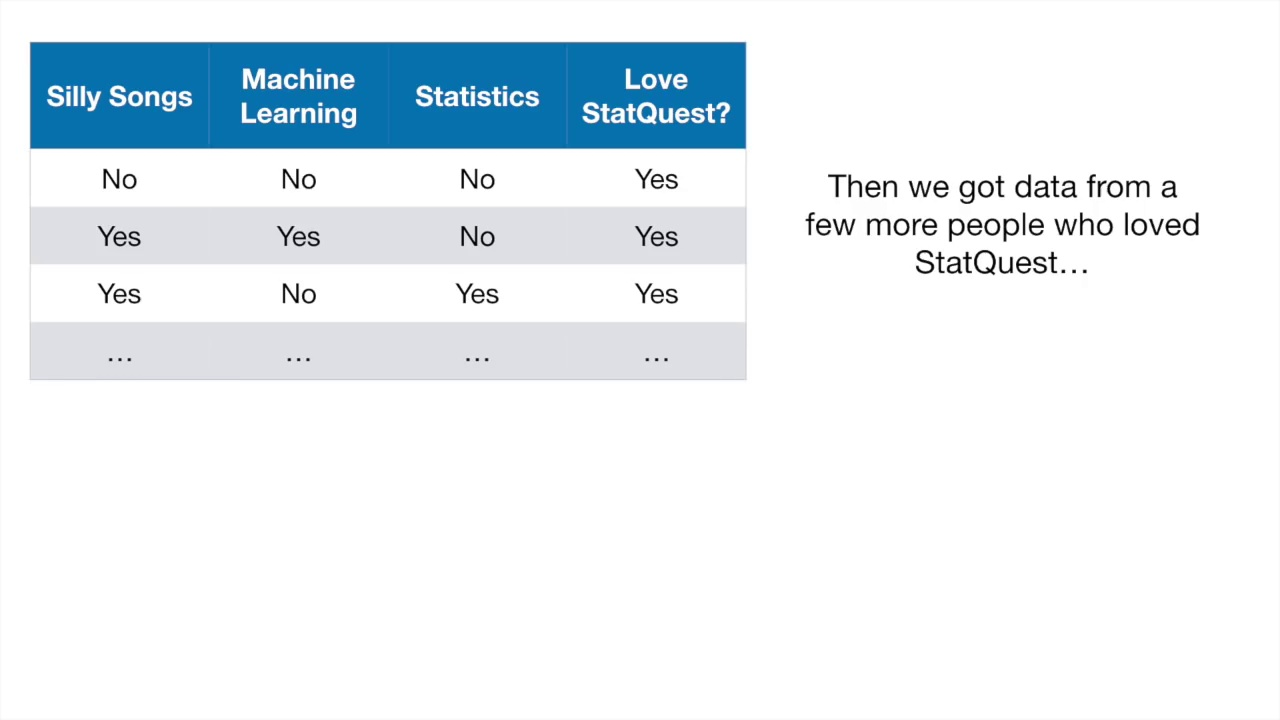 Silly Songs Machine Learning Statistics Love StatQuest?
No No No Yes
Yes Yes No Yes
Yes No Yes Yes
… … … …
Then we got data from a
few more people who loved
StatQuest…